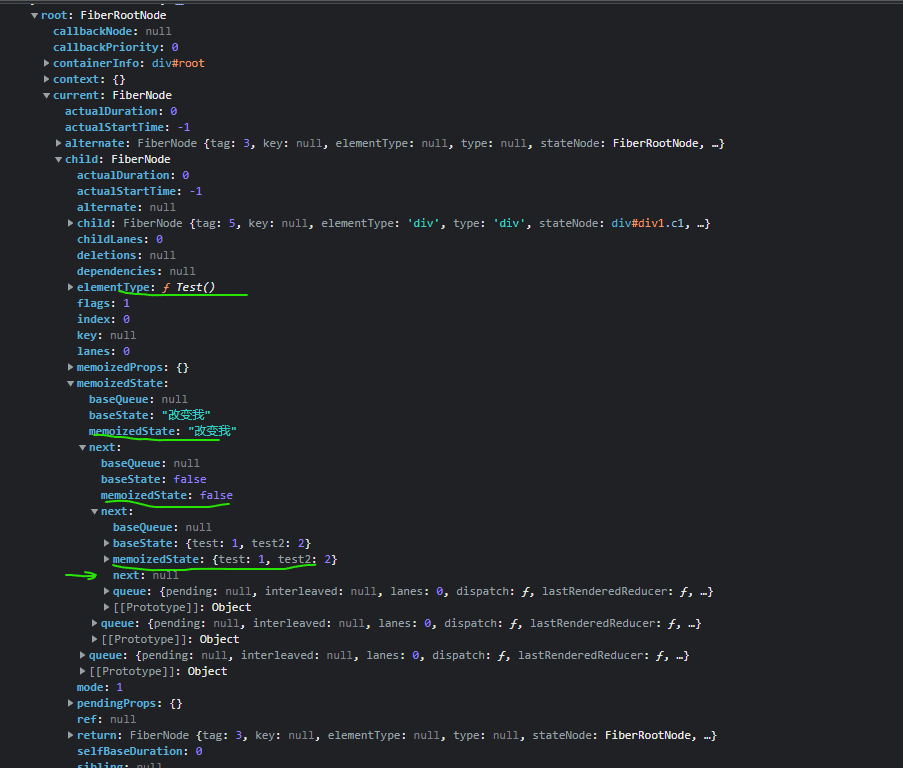 root: FiberRootNode
callbackNode: null
callbackPriority: 0
containerInfo: div#root
context: {}
current: FiberNode
actualDuration: 0
actualStartTime: -1
alternate: FiberNode {tag: 3, key: null, elementType: null, type: null, stateNode: FiberRootNode, …}
child: FiberNode
actualDuration: 0
actualStartTime: -1
alternate: null
child: FiberNode {tag: 5, key: null, elementType: 'div', type: 'div', stateNode: div#div1.c1, …}
childLanes: 0
deletions: null
dependencies: null
elementType: ƒ Test()
flags: 1
index: 0
key: null
lanes: 0
memoizedProps: {}
memoizedState:
baseQueue: null
baseState: "改变我"
memoizedState: "改变我"
next:
baseQueue: null
baseState: false
memoizedState: false
next:
baseQueue: null
baseState: {test: 1, test2: 2}
memoizedState: {test: 1, test2: 2}
next: null
queue: {pending: null, interleaved: null, lanes: 0, dispatch: ƒ, lastRenderedReducer: ƒ, …}
[[Prototype]]: Object
queue: {pending: null, interleaved: null, lanes: 0, dispatch: ƒ, lastRenderedReducer: ƒ, …}
[[Prototype]]: Object
queue: {pending: null, interleaved: null, lanes: 0, dispatch: ƒ, lastRenderedReducer: ƒ, …}
[[Prototype]]: Object
mode: 1
pendingProps: {}
ref: null
return: FiberNode {tag: 3, key: null, elementType: null, type: null, stateNode: FiberRootNode, …}
selfBaseDuration: 0
sibling: null